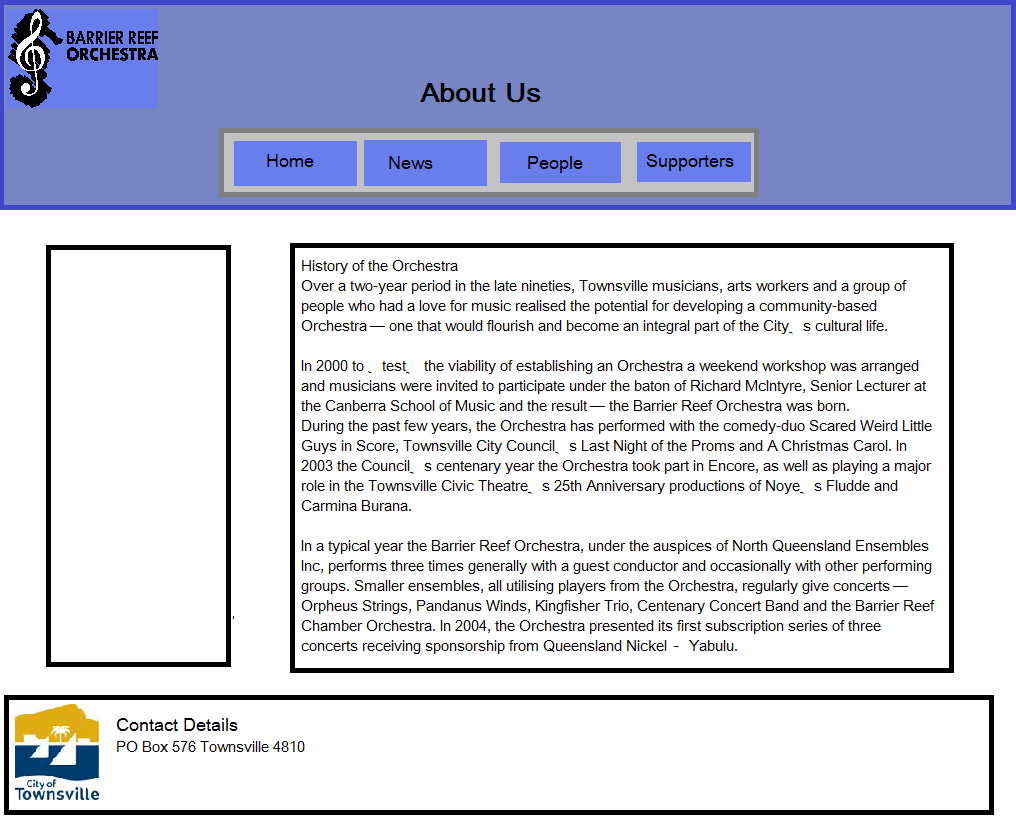 BARRIER REEF
ORCHESTRA
About Us
Home
News
People
Supporters
History of the Orchestra
Over a two-year period in the late nineties, Townsville musicians, arts workers and a group of
people who had a love for music realised the potential for developing a community-based
Orchestra — one that would flourish and become an integral part of the City˛ s cultural life.
In 2000 to ˛ test˛ the viability of establishing an Orchestra a weekend workshop was arranged
and musicians were invited to participate under the baton of Richard McIntyre, Senior Lecturer at
the Canberra School of Music and the result — the Barrier Reef Orchestra was born.
During the past few years, the Orchestra has performed with the comedy-duo Scared Weird Little
Guys in Score, Townsville City Council˛ s Last Night of the Proms and A Christmas Carol. In
2003 the Council˛ s centenary year the Orchestra took part in Encore, as well as playing a major
role in the Townsville Civic Theatre˛ s 25th Anniversary productions of Noye˛ s Fludde and
Carmina Burana.
In a typical year the Barrier Reef Orchestra, under the auspices of North Queensland Ensembles
Inc, performs three times generally with a guest conductor and occasionally with other performing
groups. Smaller ensembles, all utilising players from the Orchestra, regularly give concerts —
Orpheus Strings, Pandanus Winds, Kingfisher Trio, Centenary Concert Band and the Barrier Reef
Chamber Orchestra. In 2004, the Orchestra presented its first subscription series of three
concerts receiving sponsorship from Queensland Nickel - Yabulu.
Contact Details
PO Box 576 Townsville 4810
City of
Townsville